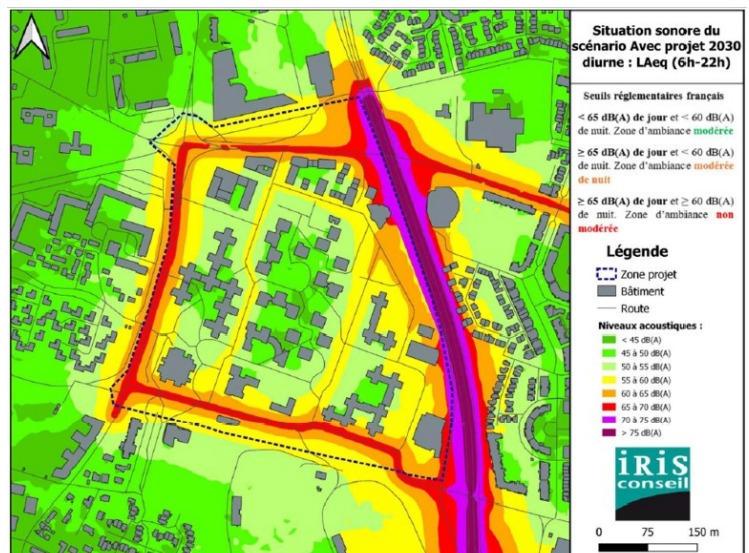 Situation sonore du
scénario Avec projet 2030
diurne : LAeq (6h-22h)
Seuils réglementaires français
< 65 dB(A) de jour et < 60 dB(A)
de nuit. Zone d'ambiance modérée
≥ 65 dB(A) de jour et < 60 dB(A)
de nuit. Zone d'ambiance modérée
de nuit
≥ 65 dB(A) de jour et ≥ 60 dB(A)
de nuit. Zone d'ambiance non
modérée
Légende
Zone projet
Bâtiment
Route
Niveaux acoustiques :
< 45 dB(A)
45 à 50 dB(A)
50 à 55 dB(A)
55 à 60 dB(A)
60 à 65 dB(A)
65 à 70 dB(A)
70 à 75 dB(A)
> 75 dB(A)
iRiS
conseil
0 75 150 m